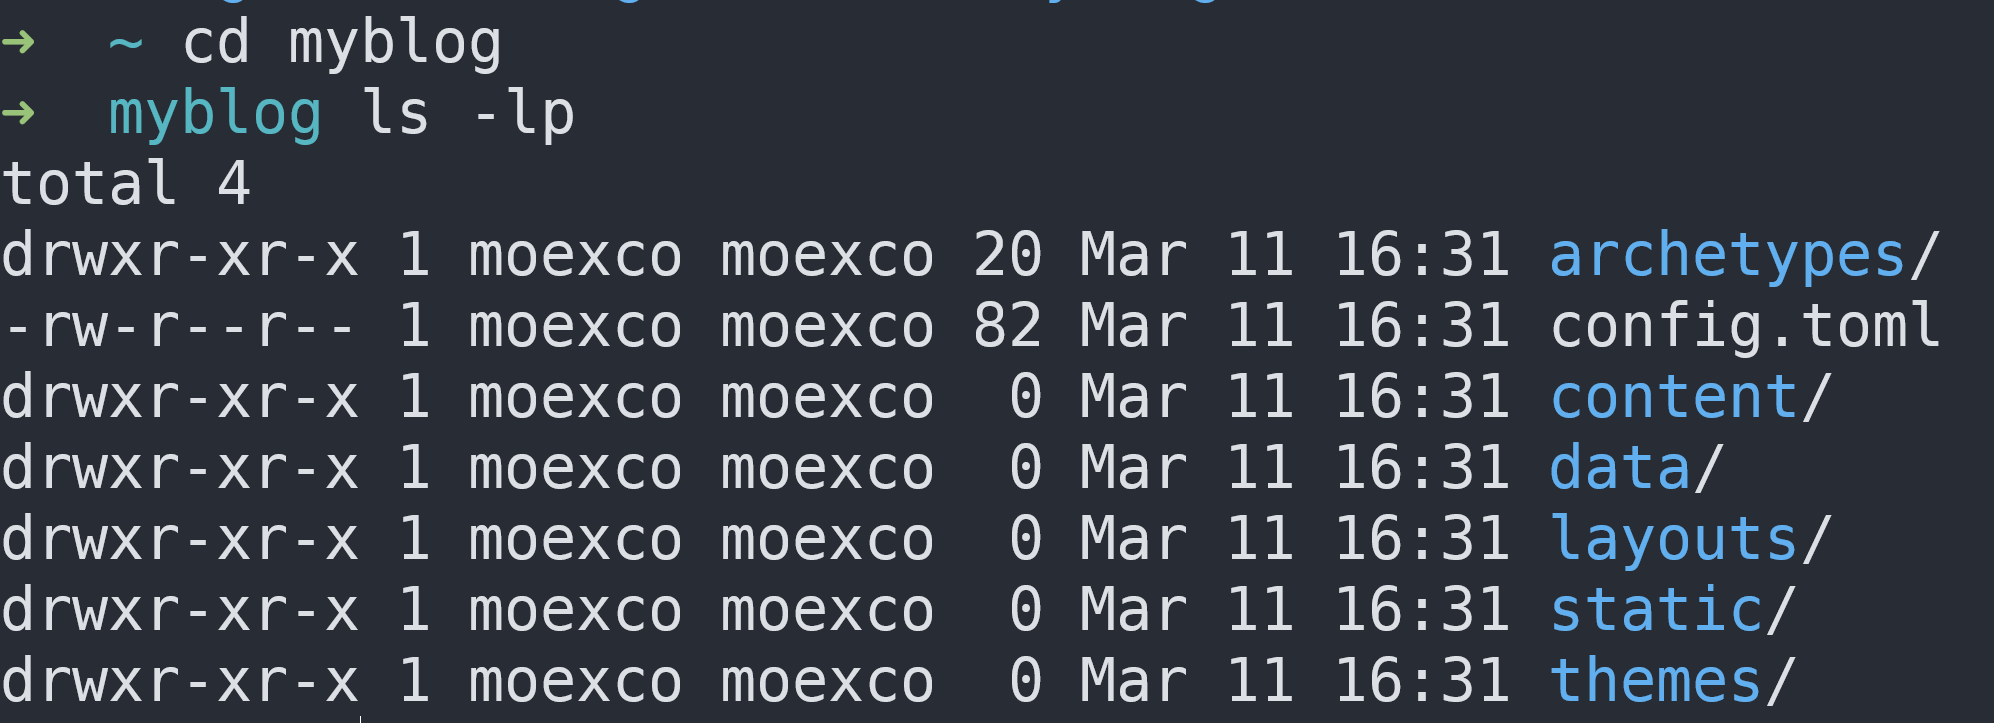 ➜  ~ cd myblog
➜  myblog ls -lp
total 4
drwxr-xr-x 1 moexco moexco 20 Mar 11 16:31 archetypes/
-rw-r--r-- 1 moexco moexco 82 Mar 11 16:31 config.toml
drwxr-xr-x 1 moexco moexco  0 Mar 11 16:31 content/
drwxr-xr-x 1 moexco moexco  0 Mar 11 16:31 data/
drwxr-xr-x 1 moexco moexco  0 Mar 11 16:31 layouts/
drwxr-xr-x 1 moexco moexco  0 Mar 11 16:31 static/
drwxr-xr-x 1 moexco moexco  0 Mar 11 16:31 themes/